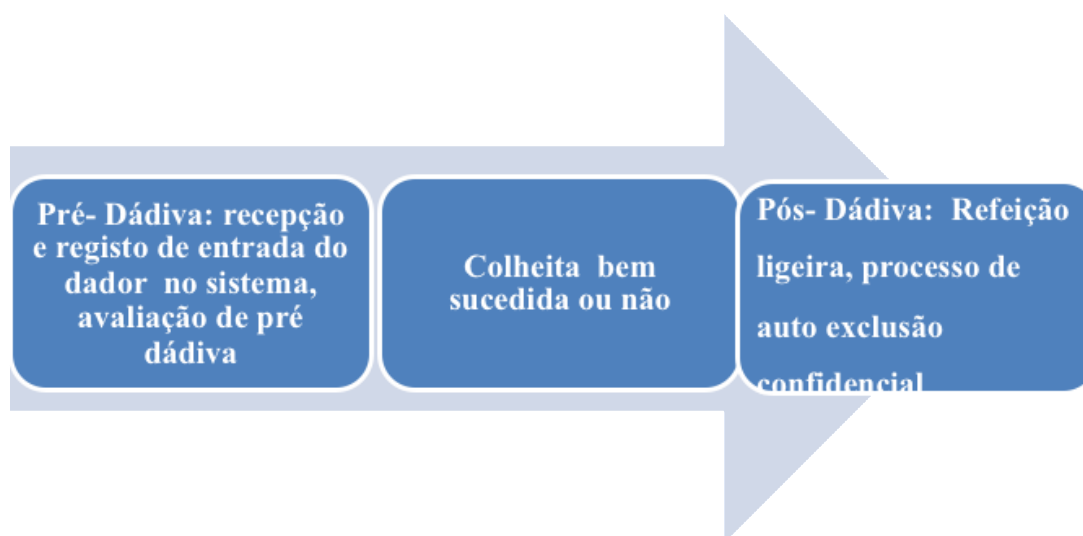 Pré- Dádiva: recepção
e registo de entrada do
dador no sistema,
avaliação de pré
dádiva
Colheita bem
sucedida ou não
Pós- Dádiva: Refeição
ligeira, processo de
auto exclusão
confidencial